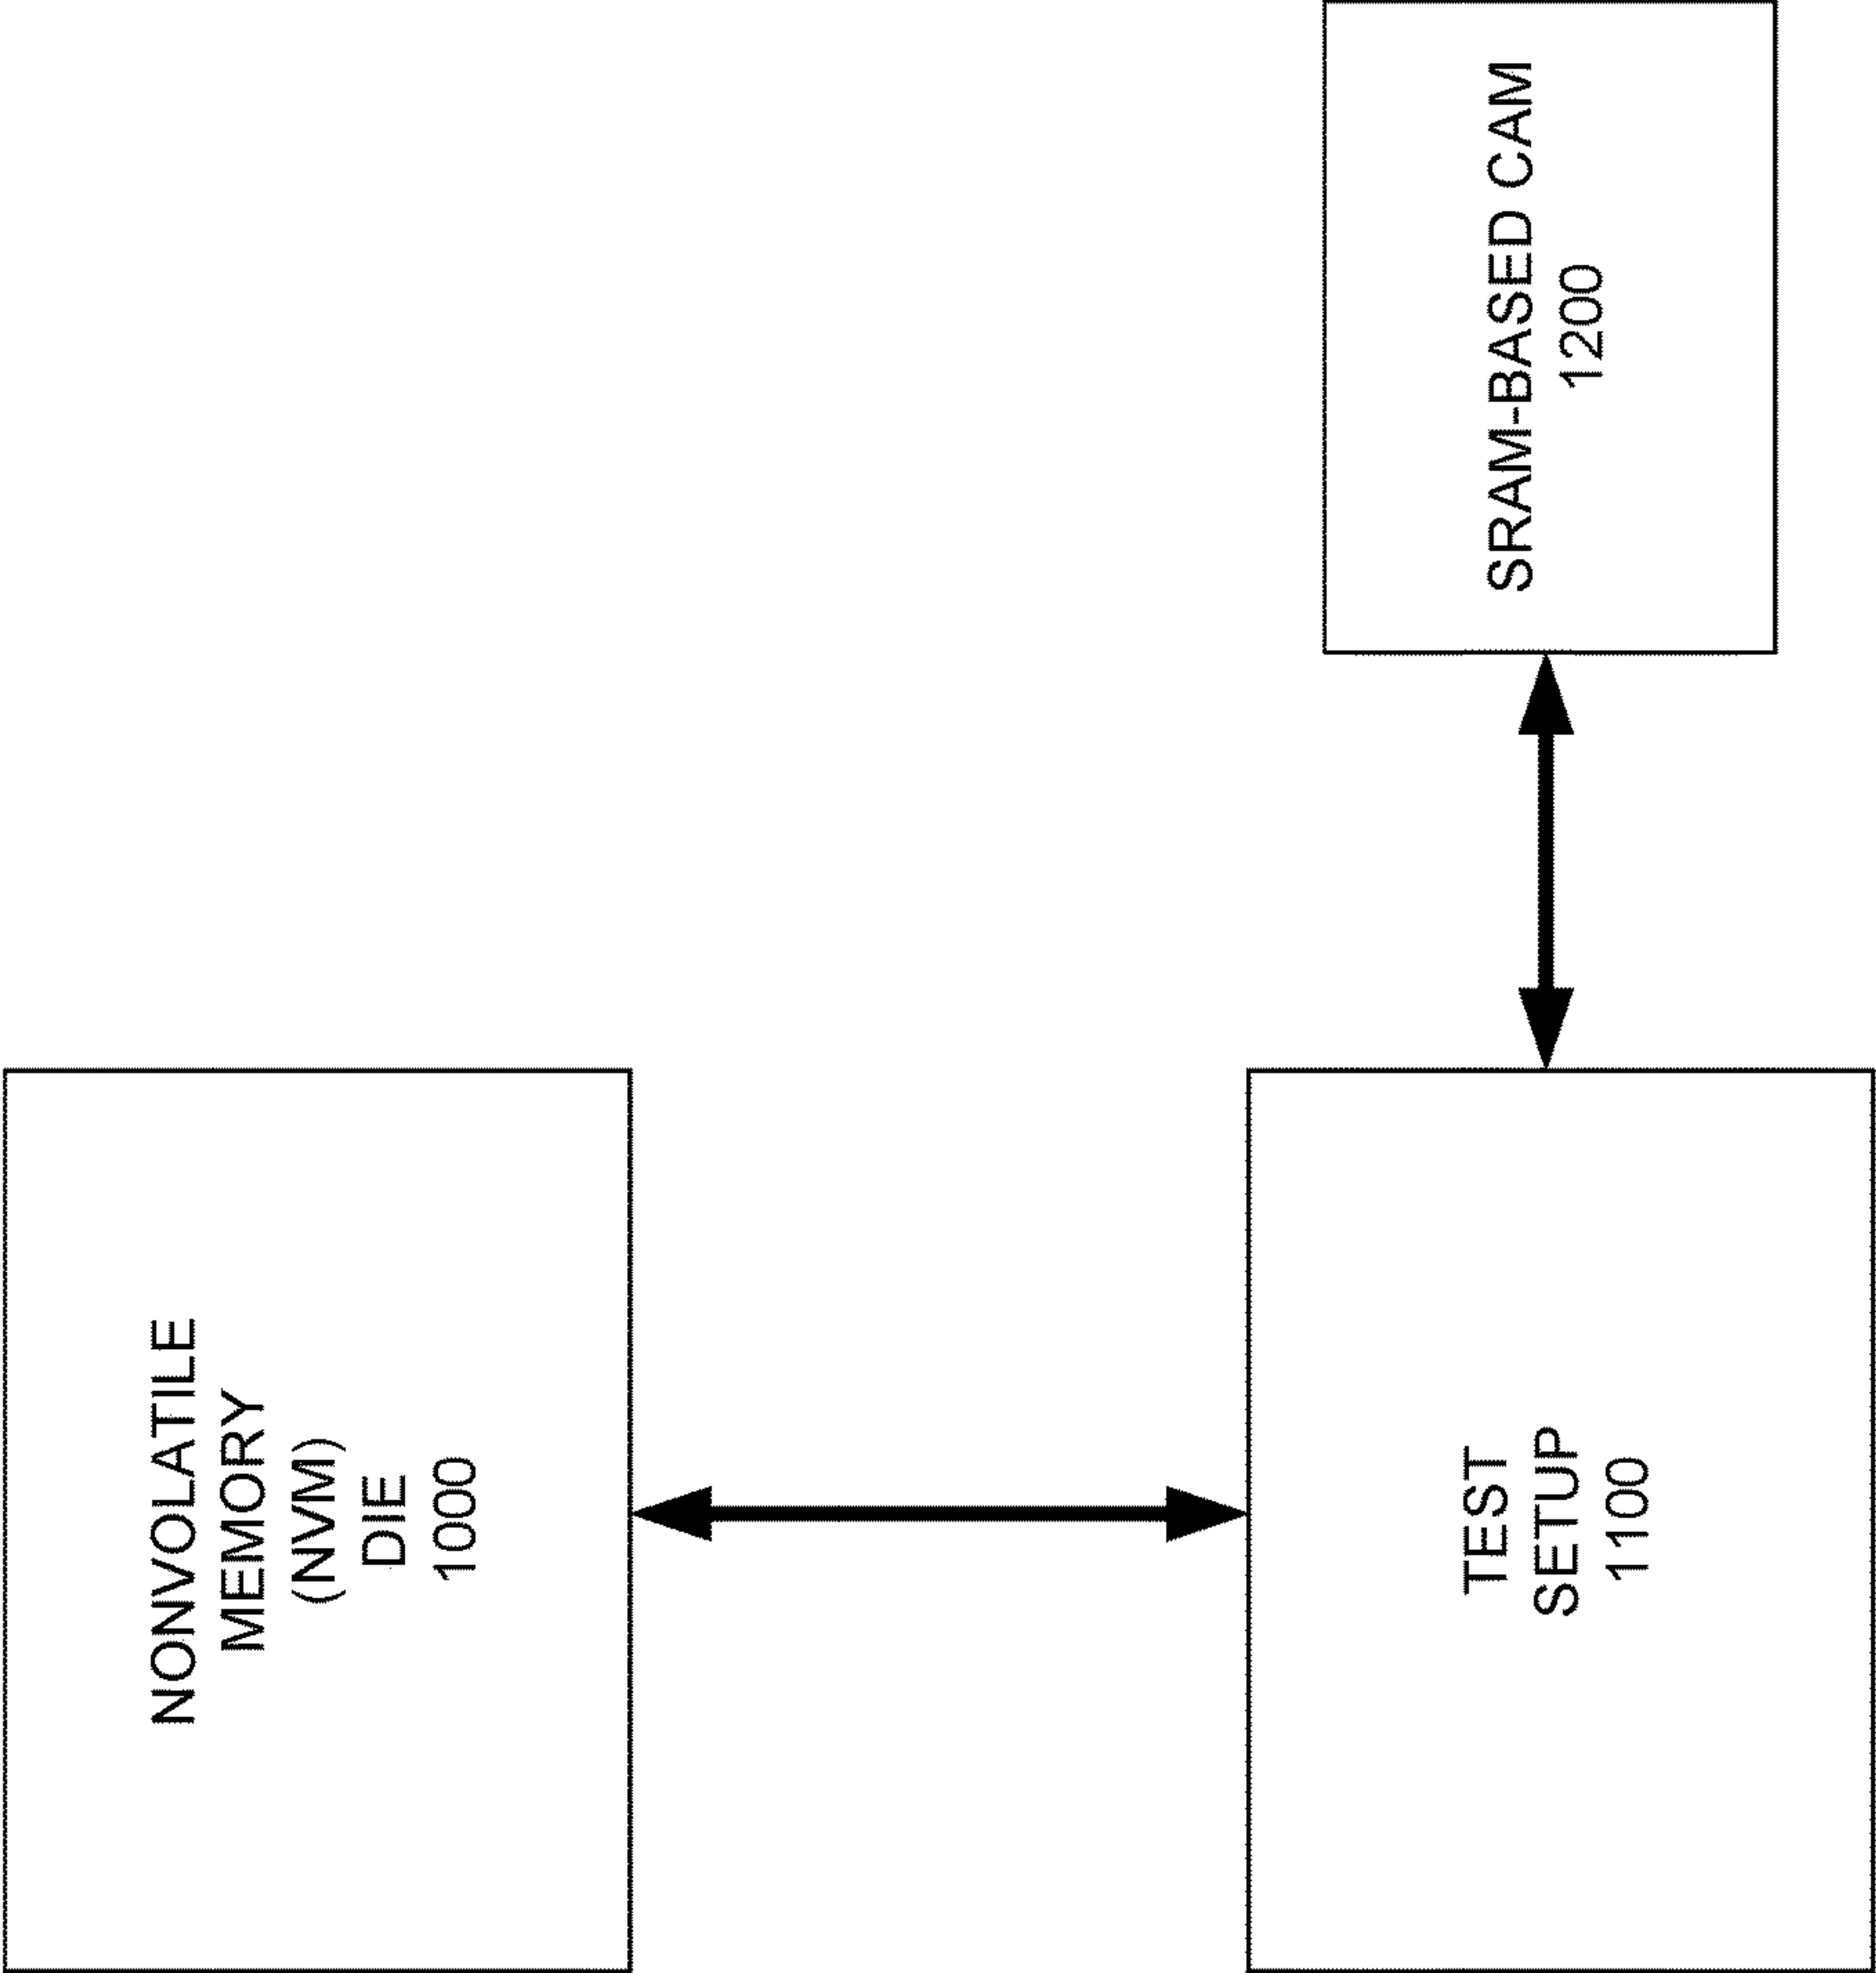 NONVOLATILE
MEMORY
(NVM)
DIE
1000
TEST
SETUP
1100
SRAM-BASED CAM
1200